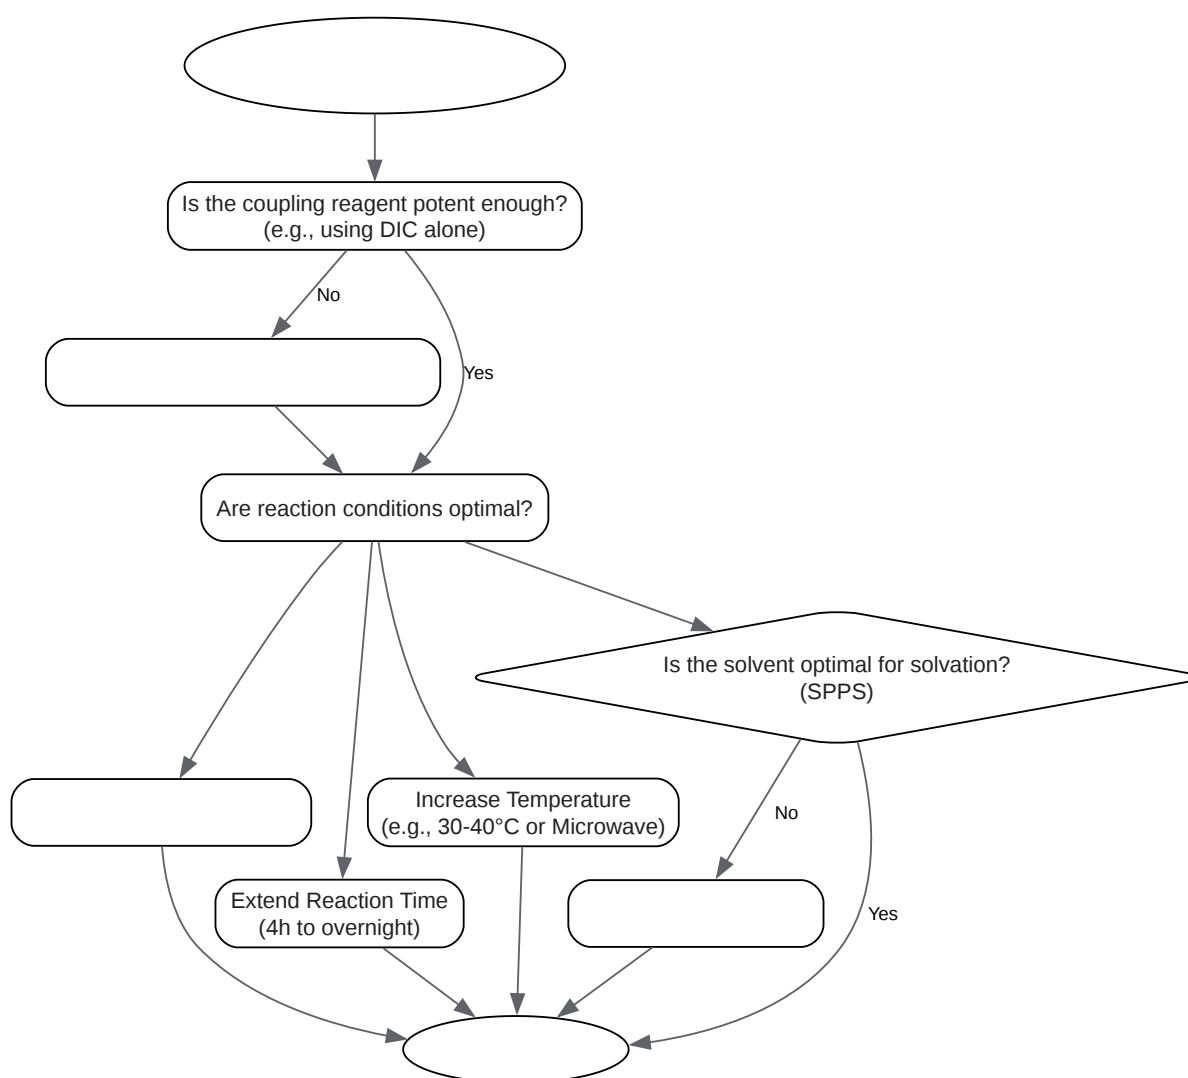 Is the coupling reagent potent enough?
(e.g., using DIC alone)
No
Yes
Are reaction conditions optimal?
Is the solvent optimal for solvation?
(SPPS)
Increase Temperature
(e.g., 30-40°C or Microwave)
No
Extend Reaction Time
(4h to overnight)
Yes